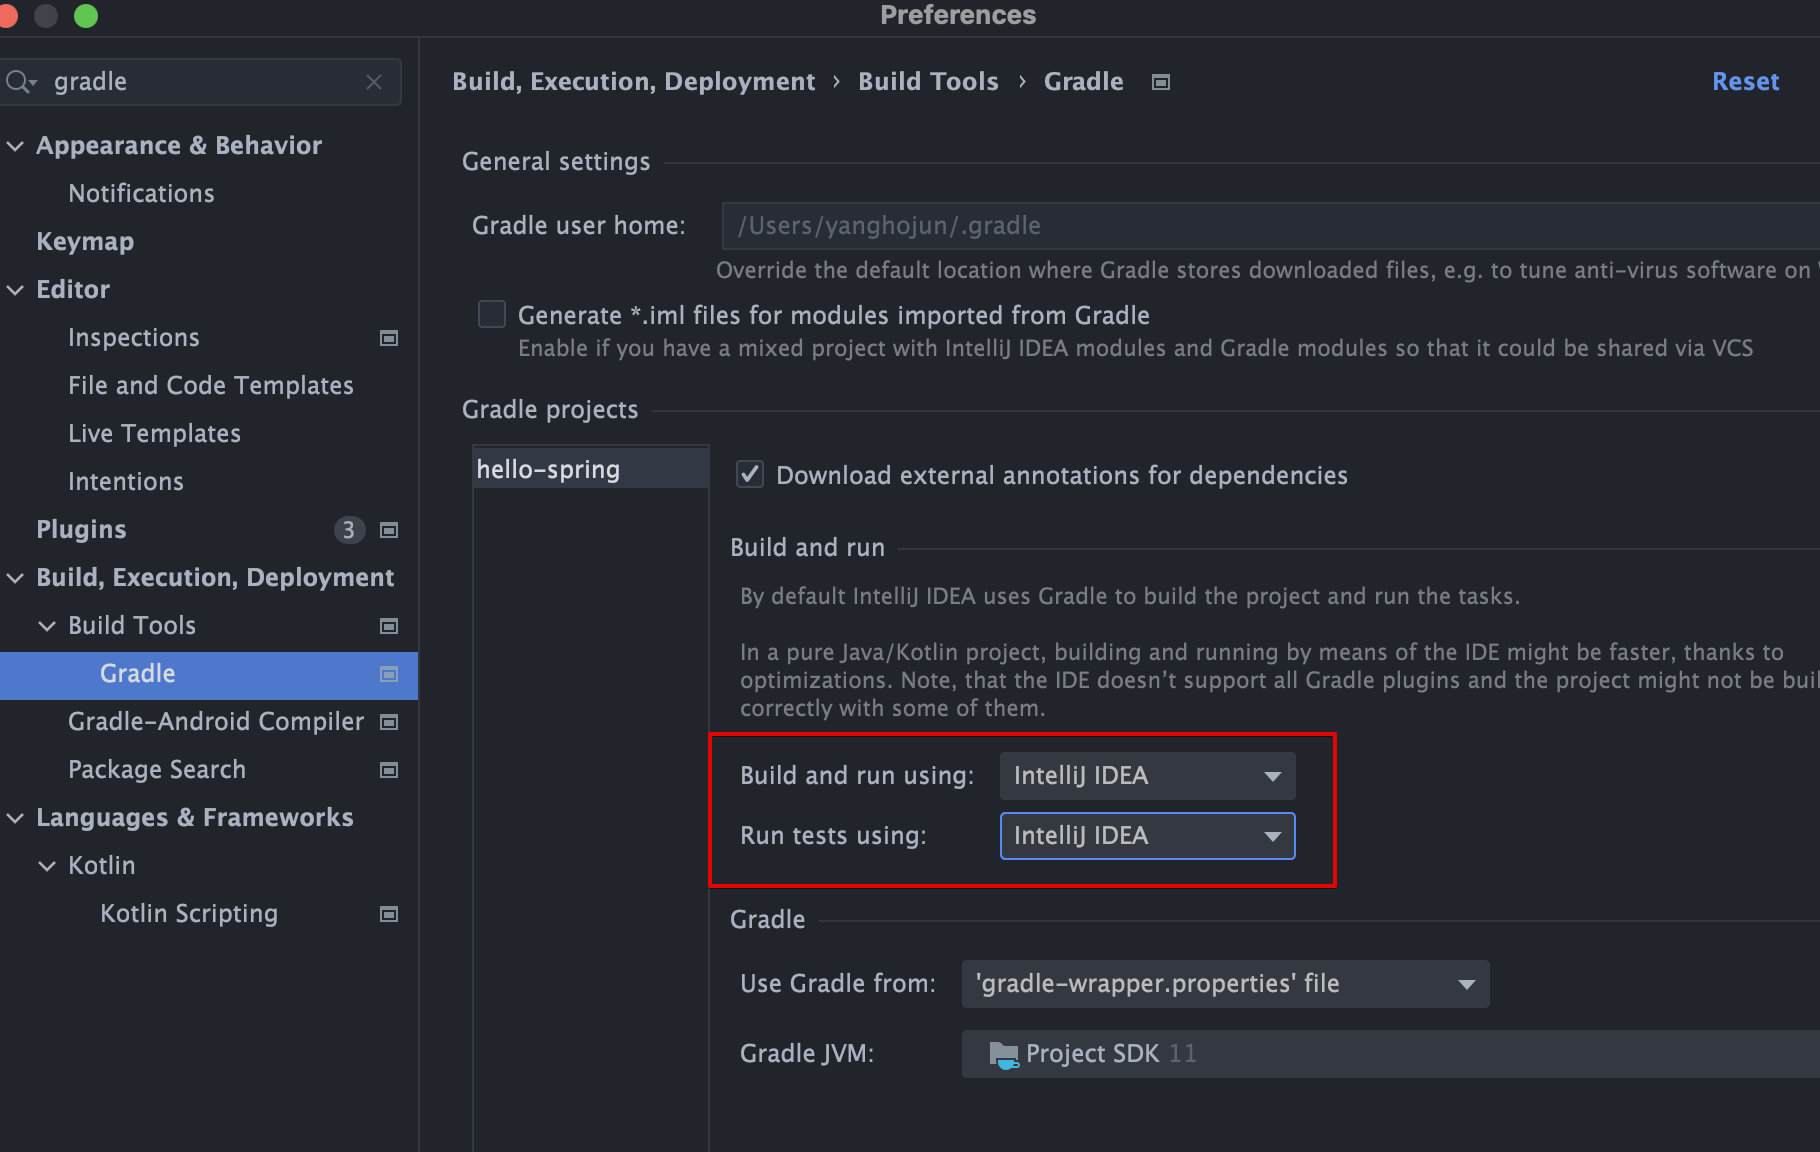 Preferences
gradle
Appearance & Behavior
Notifications
Keymap
Editor
Inspections
File and Code Templates
Live Templates
Intentions
Plugins 3
Build, Execution, Deployment
Build Tools
Gradle
Gradle-Android Compiler
Package Search
Languages & Frameworks
Kotlin
Kotlin Scripting
Build, Execution, Deployment › Build Tools › Gradle
Reset
General settings
Gradle user home: /Users/yanghojun/.gradle
Override the default location where Gradle stores downloaded files, e.g. to tune anti-virus software on
Generate *.iml files for modules imported from Gradle
Enable if you have a mixed project with IntelliJ IDEA modules and Gradle modules so that it could be shared via VCS
Gradle projects
hello-spring
Download external annotations for dependencies
Build and run
By default IntelliJ IDEA uses Gradle to build the project and run the tasks.
In a pure Java/Kotlin project, building and running by means of the IDE might be faster, thanks to
optimizations. Note, that the IDE doesn't support all Gradle plugins and the project might not be buil
correctly with some of them.
Build and run using: IntelliJ IDEA
Run tests using: IntelliJ IDEA
Gradle
Use Gradle from: 'gradle-wrapper.properties' file
Gradle JVM: Project SDK 11